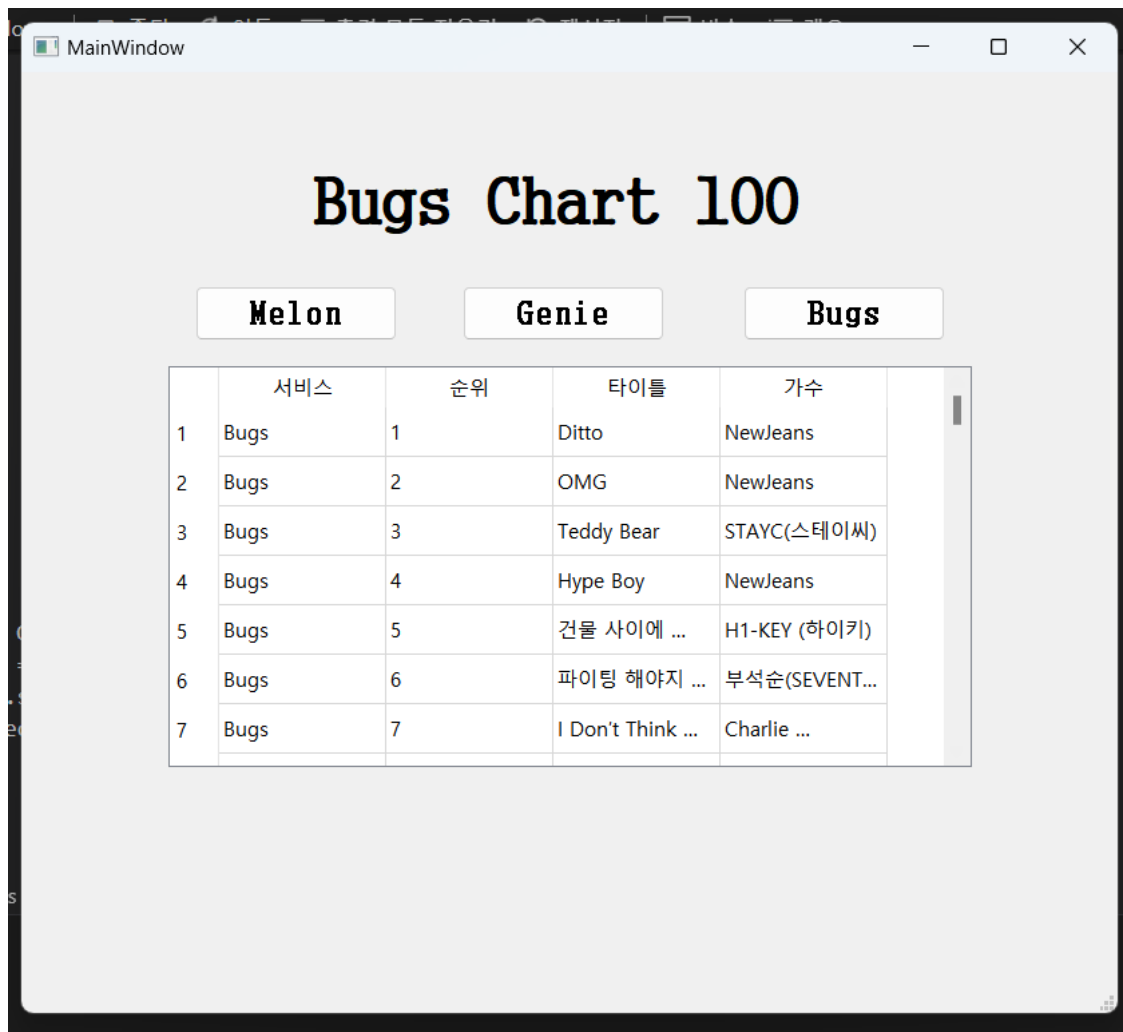 MainWindow
Bugs Chart 100
Melon Genie Bugs
서비스 순위 타이틀 가수
1 Bugs 1 Ditto NewJeans
2 Bugs 2 OMG NewJeans
3 Bugs 3 Teddy Bear STAYC(스테이씨)
4 Bugs 4 Hype Boy NewJeans
5 Bugs 5 건물 사이에 ... H1-KEY (하이키)
6 Bugs 6 파이팅 해야지 ... 부석순(SEVENT...
7 Bugs 7 I Don't Think ... Charlie ...